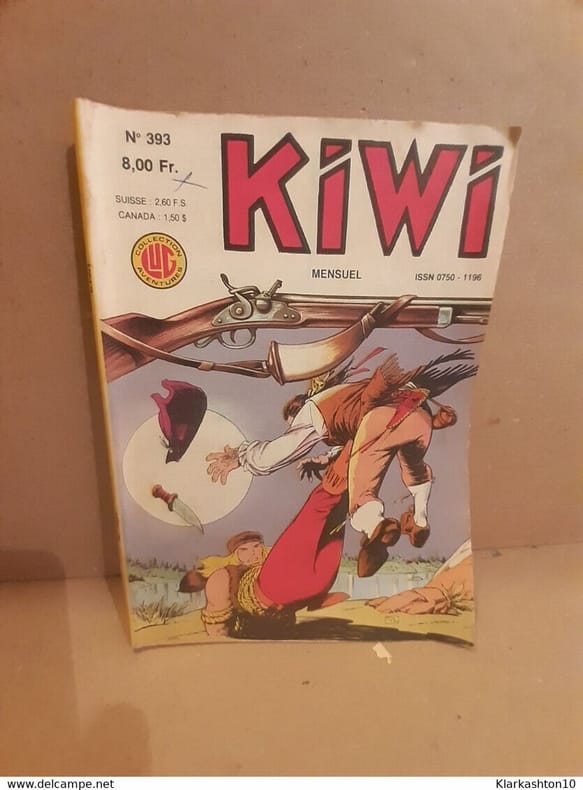 N° 393
8,00 Fr.
SUISSE : 2,60 F.S.
CANADA : 1,50 $
KiWi
COLLECTION
LUG
AVENTURES
MENSUEL
ISSN 0750 - 1196
www.delcampe.net
Klarkashton10